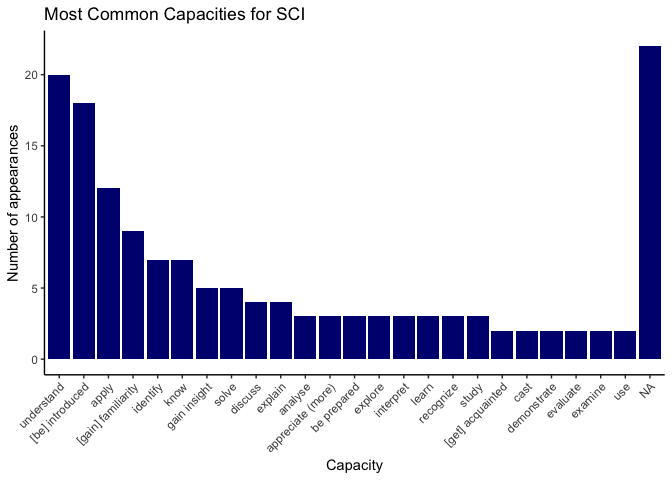 Most Common Capacities for SCI
Number of appearances
20
15
10
5
0
understand
[be] introduced
apply
[gain] familiarity
identify
know
gain insight
solve
discuss
explain
analyse
appreciate (more)
be prepared
explore
interpret
learn
recognize
study
[get] acquainted
cast
demonstrate
evaluate
examine
use
NA
Capacity